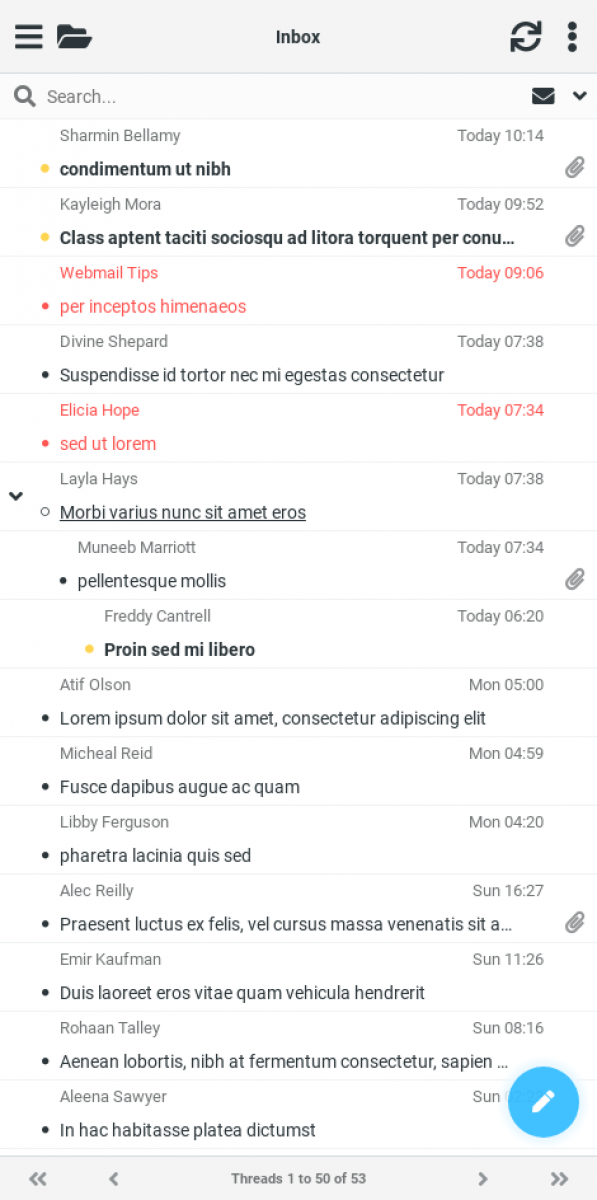 Inbox
Search...
Sharmin Bellamy Today 10:14
condimentum ut nibh
Kayleigh Mora Today 09:52
Class aptent taciti sociosqu ad litora torquent per conu...
Webmail Tips Today 09:06
per inceptos himenaeos
Divine Shepard Today 07:38
Suspendisse id tortor nec mi egestas consectetur
Elicia Hope Today 07:34
sed ut lorem
Layla Hays Today 07:38
Morbi varius nunc sit amet eros
Muneeb Marriott Today 07:34
pellentesque mollis
Freddy Cantrell Today 06:20
Proin sed mi libero
Atif Olson Mon 05:00
Lorem ipsum dolor sit amet, consectetur adipiscing elit
Micheal Reid Mon 04:59
Fusce dapibus augue ac quam
Libby Ferguson Mon 04:20
pharetra lacinia quis sed
Alec Reilly Sun 16:27
Praesent luctus ex felis, vel cursus massa venenatis sit a...
Emir Kaufman Sun 11:26
Duis laoreet eros vitae quam vehicula hendrerit
Rohaan Talley Sun 08:16
Aenean lobortis, nibh at fermentum consectetur, sapien ...
Aleena Sawyer Sun
In hac habitasse platea dictumst
Threads 1 to 50 of 53